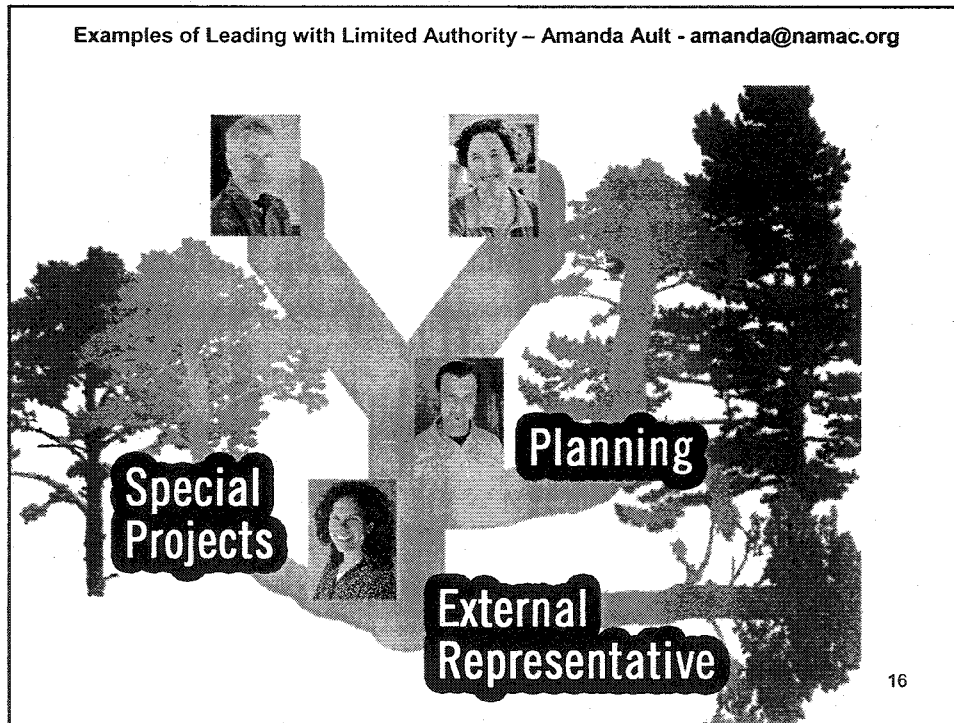 Examples of Leading with Limited Authority – Amanda Ault - amanda@namac.org
Planning
Special
Projects
External
Representative
16